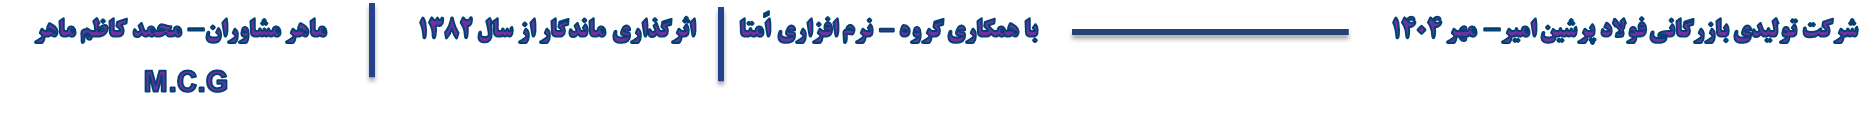 شرکت تولیدی بازرگانی فولاد پرشین امیر – مهر ۱۴۰۴
با همکاری گروه – نرم افزاری اَمتا
اثرگذاری ماندگار از سال ۱۳۸۲
ماهر مشاوران – محمد کاظم ماهر
M.C.G